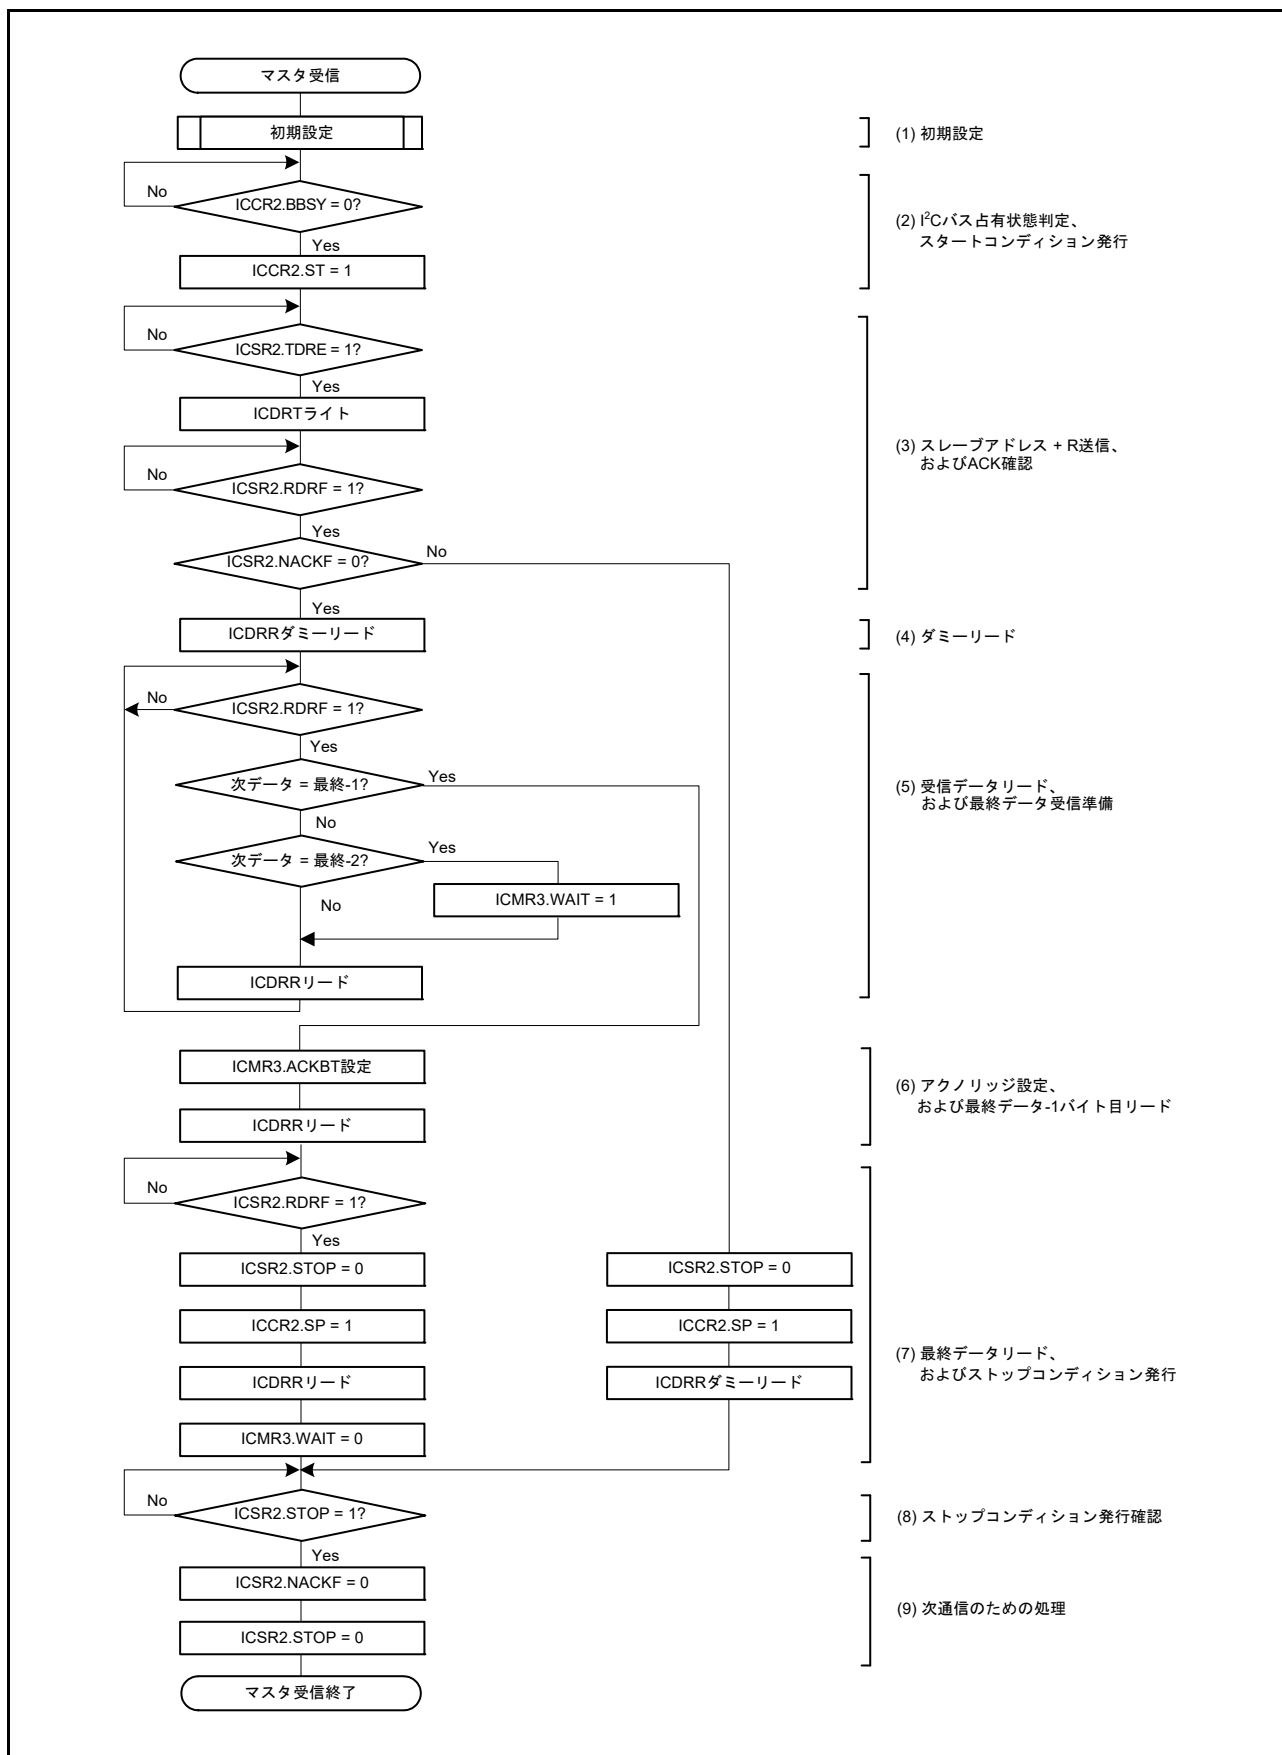 マスタ受信
初期設定
(1) 初期設定
No
ICCR2.BBSY = 0?
(2) I²Cバス占有状態判定、
スタートコンディション発行
Yes
ICCR2.ST = 1
No
ICSR2.TDRE = 1?
Yes
ICDRTライト
(3) スレーブアドレス + R送信、
およびACK確認
No
ICSR2.RDRF = 1?
Yes
ICSR2.NACKF = 0?
No
Yes
ICDRRダミーリード
(4) ダミーリード
No
ICSR2.RDRF = 1?
Yes
次データ = 最終-1?
Yes
(5) 受信データリード、
および最終データ受信準備
No
次データ = 最終-2?
Yes
ICMR3.WAIT = 1
No
ICDRRリード
ICMR3.ACKBT設定
(6) アクノリッジ設定、
および最終データ-1バイト目リード
ICDRRリード
No
ICSR2.RDRF = 1?
Yes
ICSR2.STOP = 0
ICSR2.STOP = 0
ICCR2.SP = 1
ICCR2.SP = 1
(7) 最終データリード、
およびストップコンディション発行
ICDRRリード
ICDRRダミーリード
ICMR3.WAIT = 0
No
ICSR2.STOP = 1?
(8) ストップコンディション発行確認
Yes
ICSR2.NACKF = 0
(9) 次通信のための処理
ICSR2.STOP = 0
マスタ受信終了